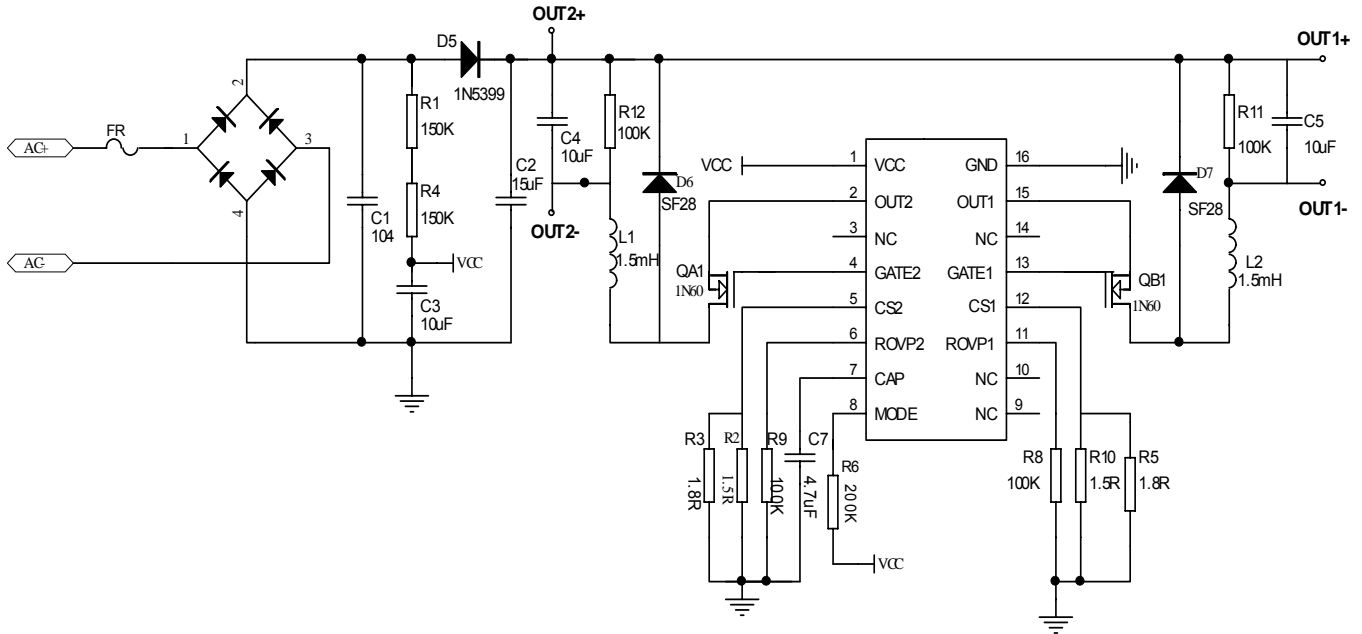 OUT2+
OUT1+
D5
1N5399
2
FR
AC+
1
3
4
AC-
R1
150K
R4
150K
VCC
C1
104
C3
10uF
C2
15uF
C4
10uF
R12
100K
OUT2-
L1
1.5mH
D6
SF28
QA1
1N60
VCC
1
VCC
GND
16
2
OUT2
OUT1
15
3
NC
NC
14
4
GATE2
GATE1
13
5
CS2
CS1
12
6
ROVP2
ROVP1
11
7
CAP
NC
10
8
MODE
NC
9
QB1
1N60
D7
SF28
R11
100K
C5
10uF
OUT1-
L2
1.5mH
R3
1.8R
R2
1.5R
R9
100K
C7
4.7uF
R6
200K
VCC
R8
100K
R10
1.5R
R5
1.8R